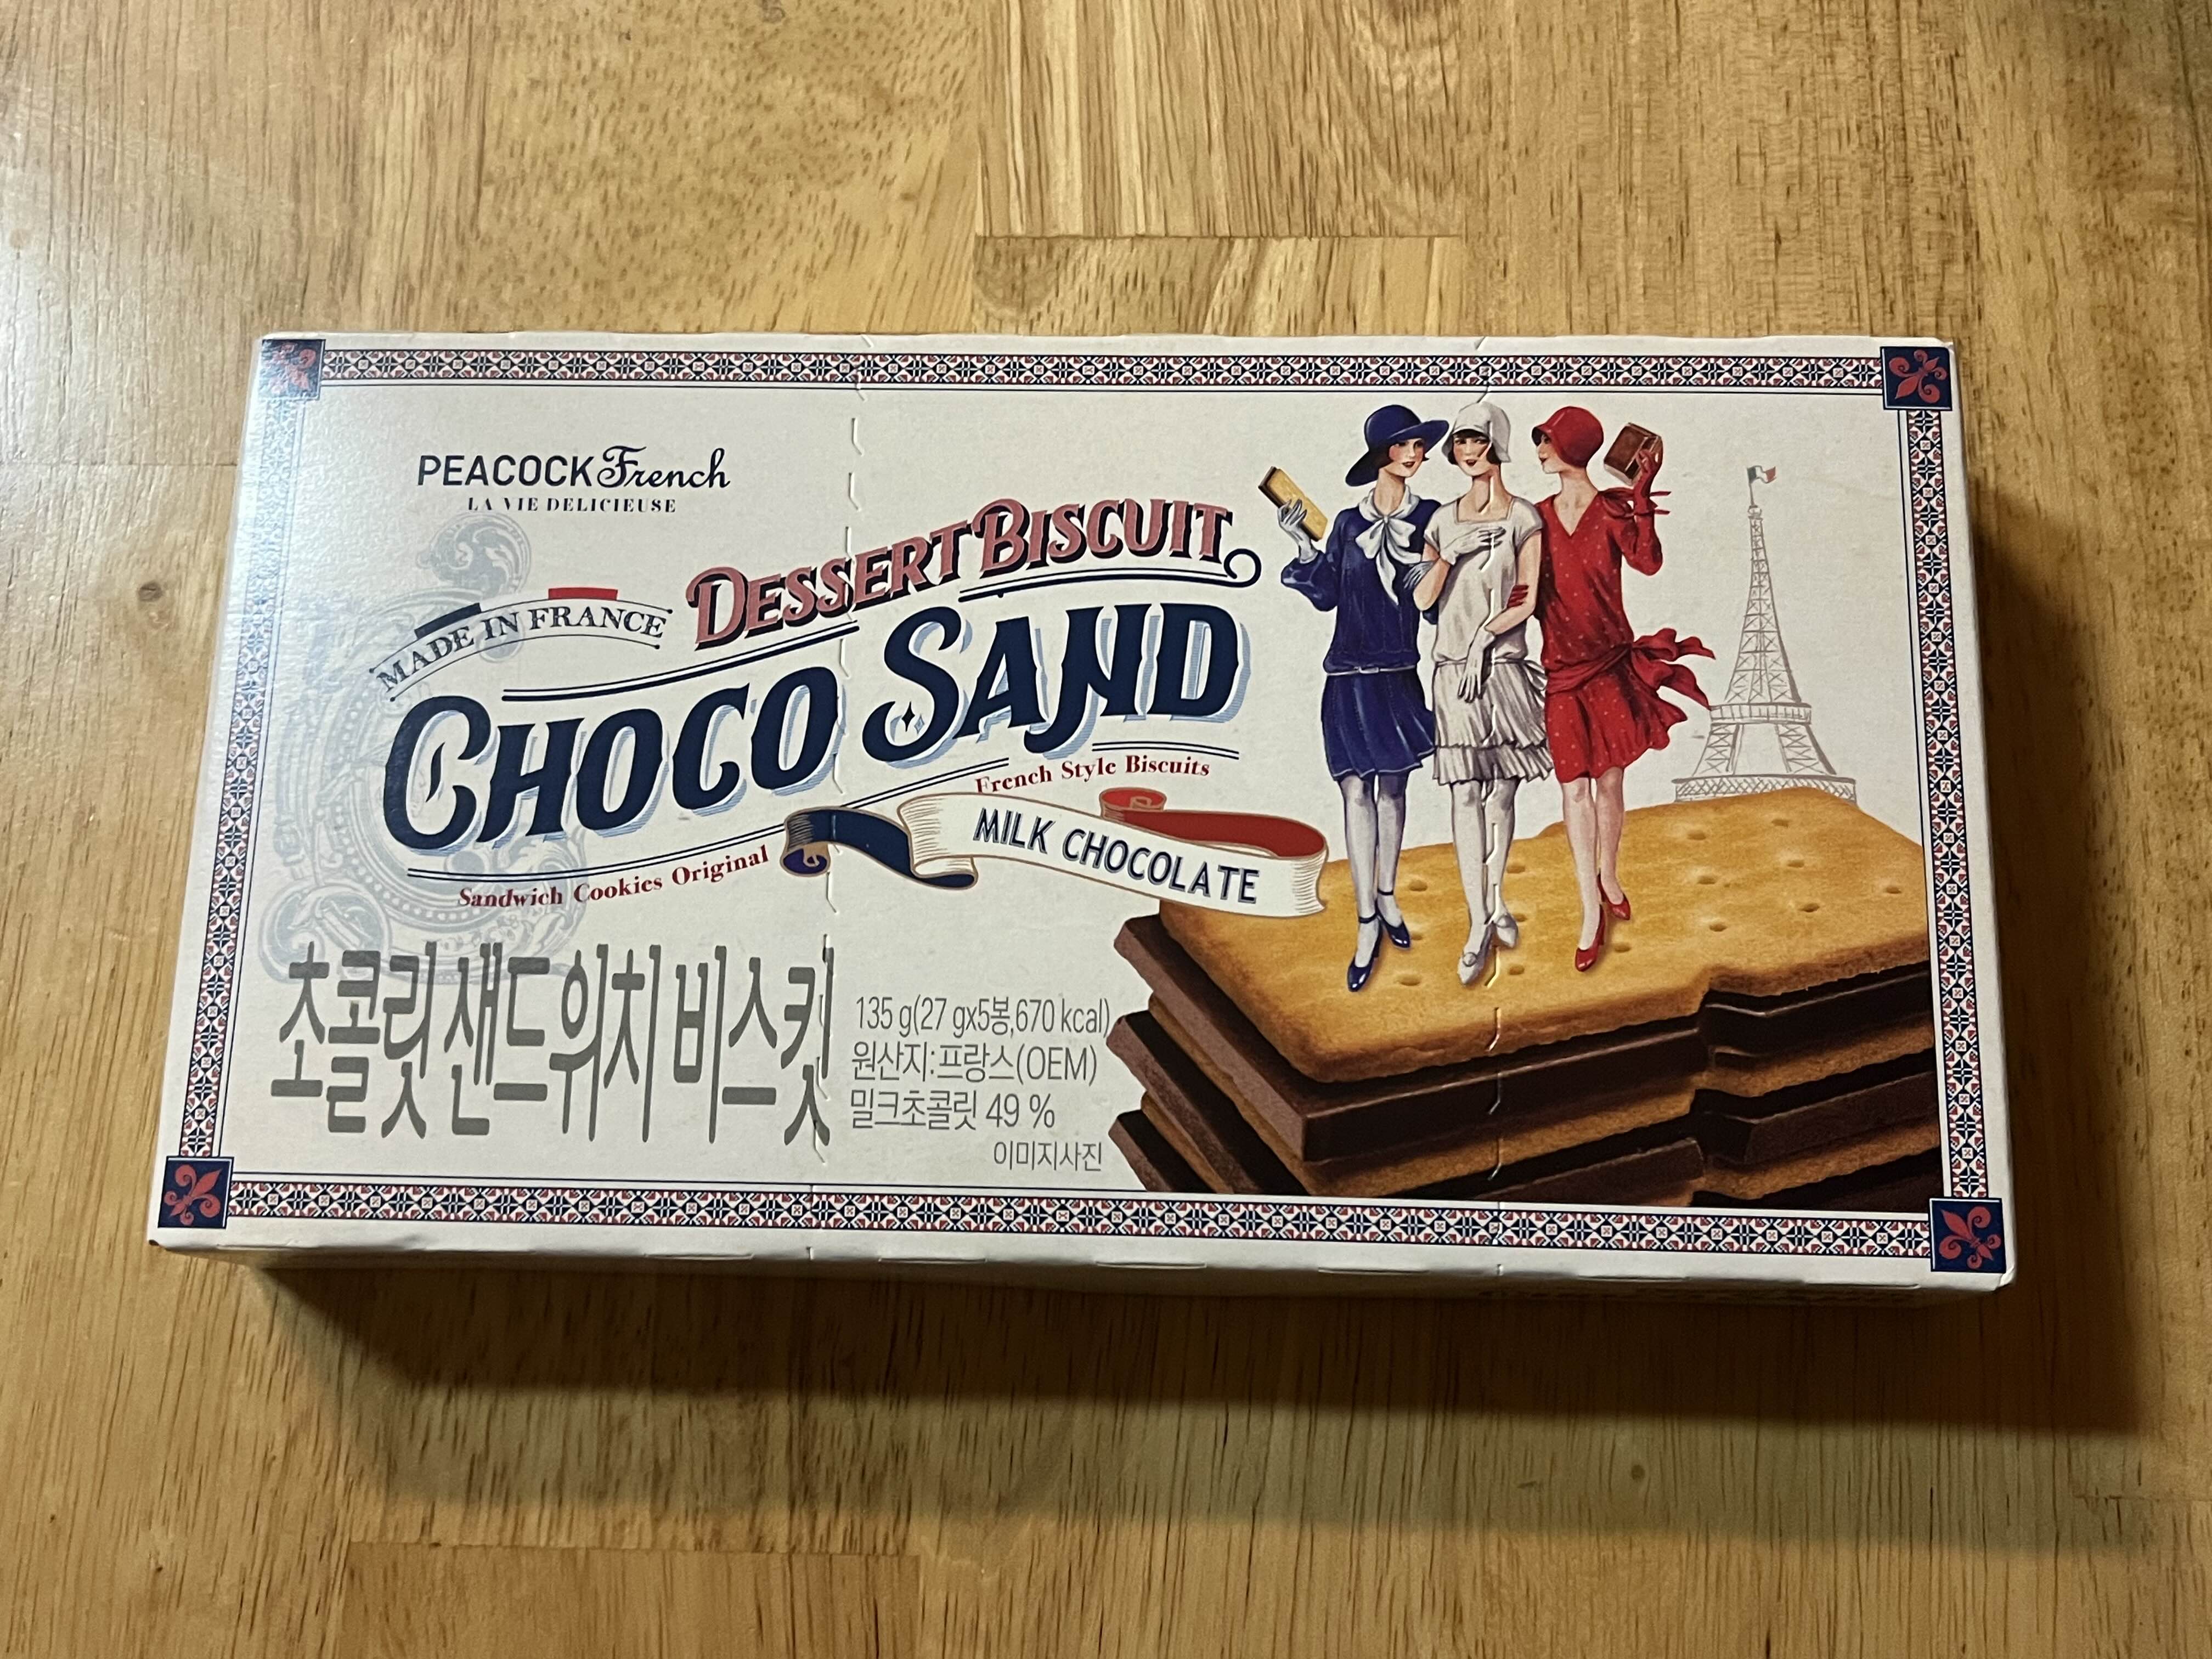 PEACOCK French
LA VIE DELICIEUSE
MADE IN FRANCE
DESSERT BISCUIT
CHOCO SAND
French Style Biscuits
MILK CHOCOLATE
Sandwich Cookies Original
초콜릿 샌드위치 비스킷
135 g(27 gx5봉,670 kcal)
원산지:프랑스(OEM)
밀크초콜릿 49 %
이미지사진